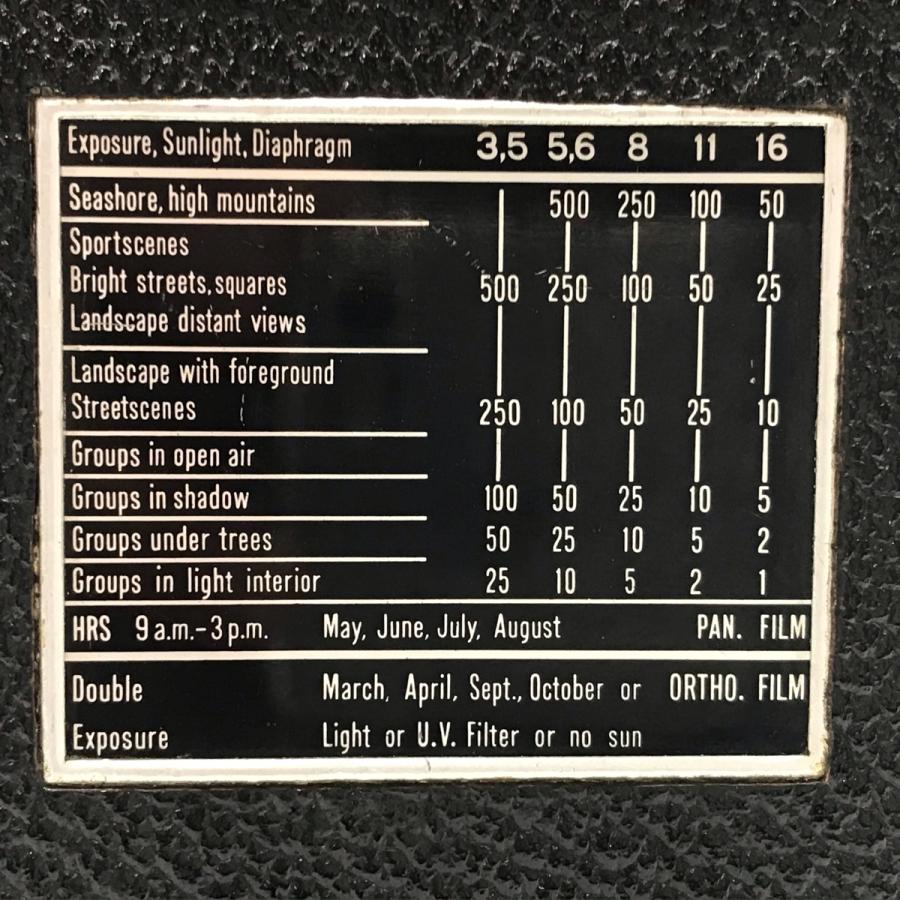 Exposure, Sunlight, Diaphragm 3,5 5,6 8 11 16
Seashore, high mountains 500 250 100 50
Sportscenes
Bright streets, squares 500 250 100 50 25
Landscape distant views
Landscape with foreground
Streetscenes 250 100 50 25 10
Groups in open air
Groups in shadow 100 50 25 10 5
Groups under trees 50 25 10 5 2
Groups in light interior 25 10 5 2 1
HRS 9 a.m.-3 p.m. May, June, July, August PAN. FILM
Double March, April, Sept., October or ORTHO. FILM
Exposure Light or U.V. Filter or no sun